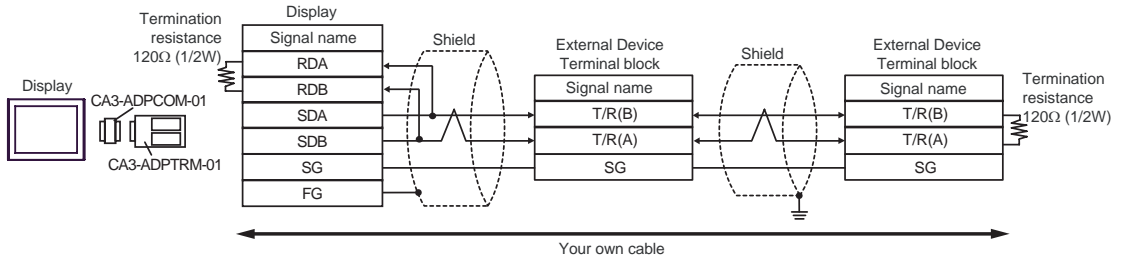 Display
CA3-ADPCOM-01
CA3-ADPTRM-01
Termination
resistance
120Ω (1/2W)
Display
Signal name
RDA
RDB
SDA
SDB
SG
FG
Shield
External Device
Terminal block
Signal name
T/R(B)
T/R(A)
SG
Shield
External Device
Terminal block
Signal name
T/R(B)
T/R(A)
SG
Termination
resistance
120Ω (1/2W)
Your own cable